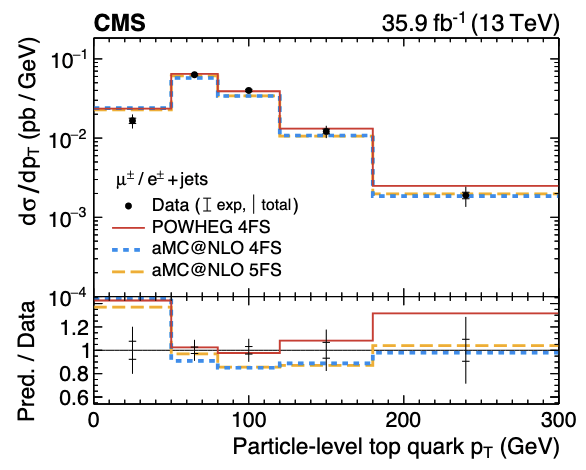 CMS 35.9 fb⁻¹ (13 TeV)
dσ/dp_T (pb / GeV)
10⁻¹
10⁻²
10⁻³
10⁻⁴
μ^± / e^± + jets
Data ( exp, | total)
POWHEG 4FS
aMC@NLO 4FS
aMC@NLO 5FS
Pred. / Data
1.2
1
0.8
0.6
0 100 200 300
Particle-level top quark p_T (GeV)